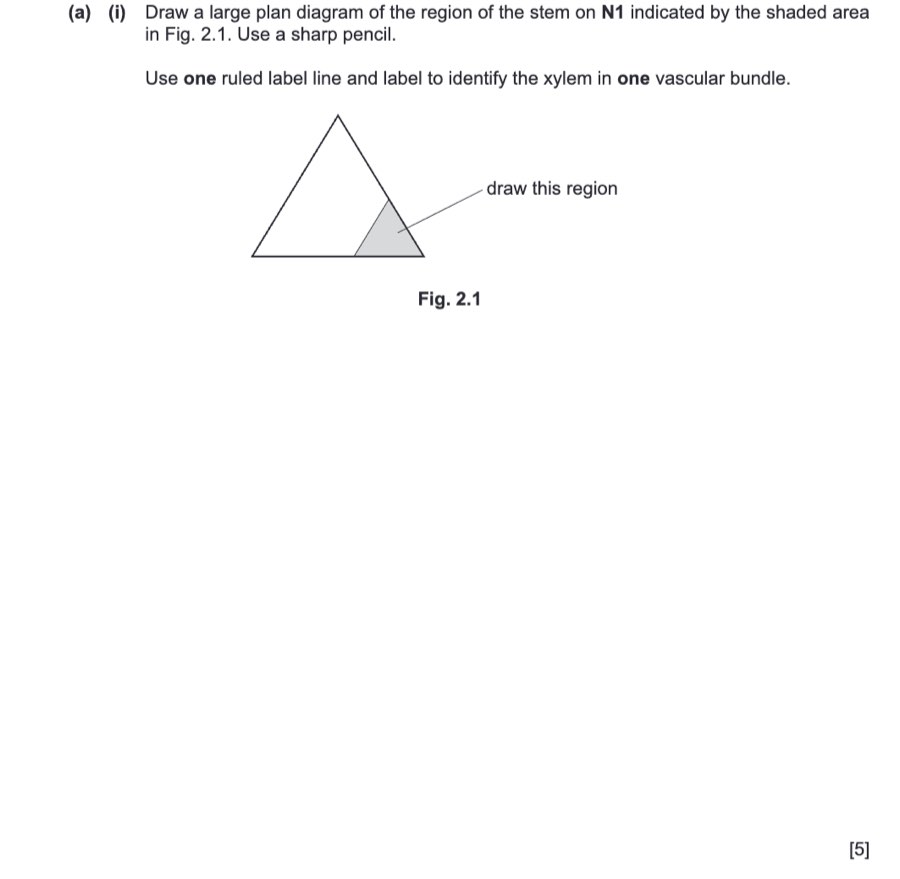 (a) (i) Draw a large plan diagram of the region of the stem on N1 indicated by the shaded area
in Fig. 2.1. Use a sharp pencil.
Use one ruled label line and label to identify the xylem in one vascular bundle.
draw this region
Fig. 2.1
[5]